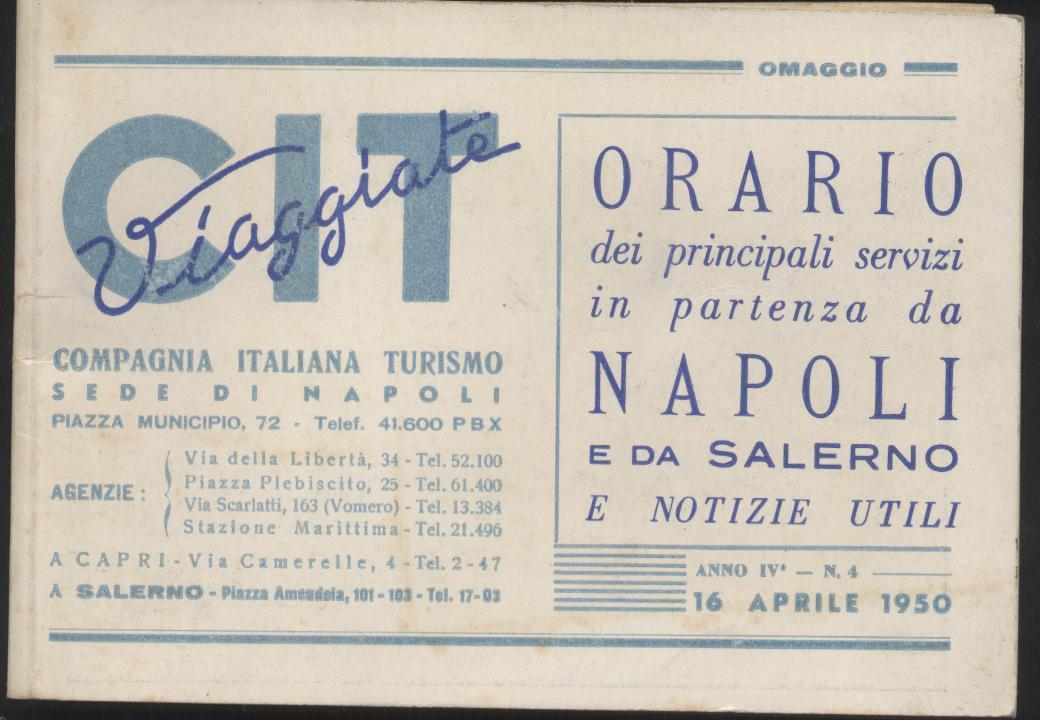 OMAGGIO
CIT
Viaggiate
COMPAGNIA ITALIANA TURISMO
SEDE DI NAPOLI
PIAZZA MUNICIPIO, 72 - Telef. 41.600 PBX
AGENZIE :
Via della Libertà, 34 - Tel. 52.100
Piazza Plebiscito, 25 - Tel. 61.400
Via Scarlatti, 163 (Vomero) - Tel. 13.384
Stazione Marittima - Tel. 21.496
A CAPRI - Via Camerelle, 4 - Tel. 2-47
A SALERNO - Piazza Amendola, 101 - 103 - Tel. 17-03
ORARIO
dei principali servizi
in partenza da
NAPOLI
E DA SALERNO
E NOTIZIE UTILI
ANNO IVº — N. 4
16 APRILE 1950